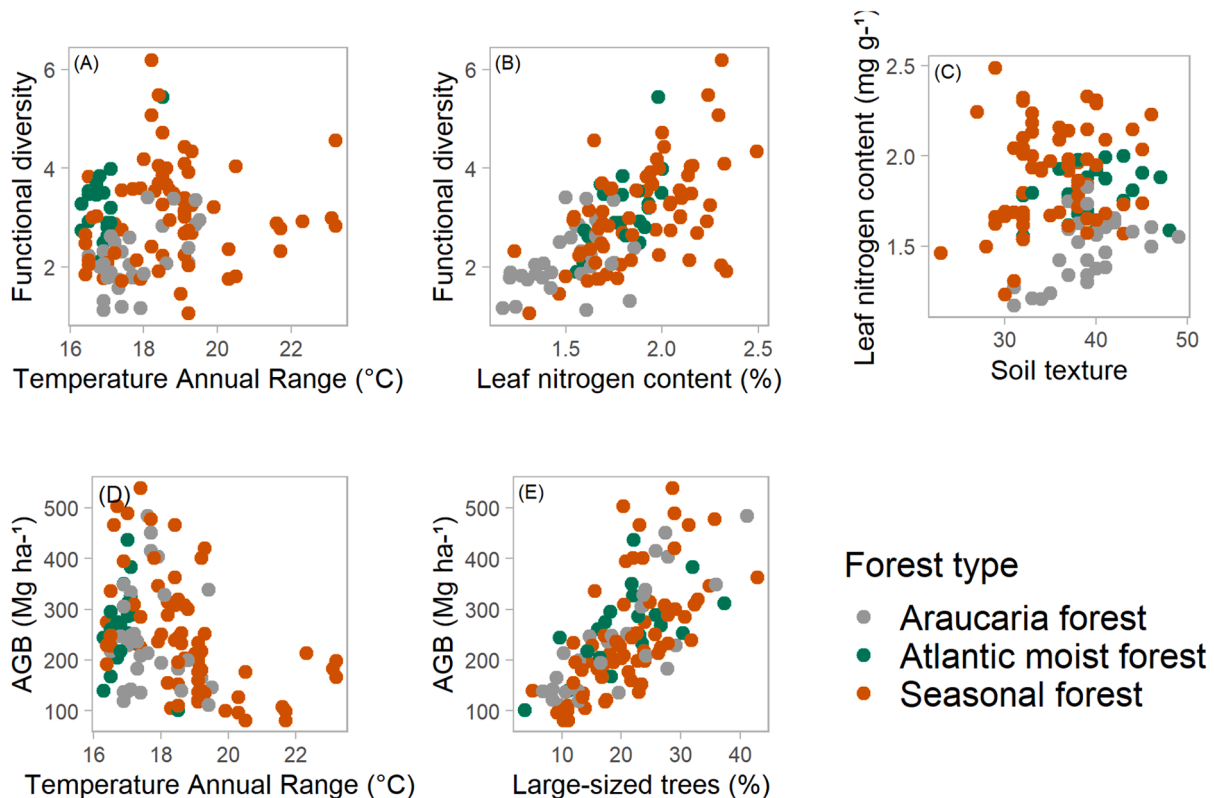 (A)
Functional diversity
6
4
2
16 18 20 22
Temperature Annual Range (°C)
(B)
Functional diversity
6
4
2
1.5 2.0 2.5
Leaf nitrogen content (%)
(C)
Leaf nitrogen content (mg g-¹)
2.5
2.0
1.5
30 40 50
Soil texture
(D)
AGB (Mg ha-¹)
500
400
300
200
100
16 18 20 22
Temperature Annual Range (°C)
(E)
AGB (Mg ha-¹)
500
400
300
200
100
10 20 30 40
Large-sized trees (%)
Forest type
Araucaria forest
Atlantic moist forest
Seasonal forest